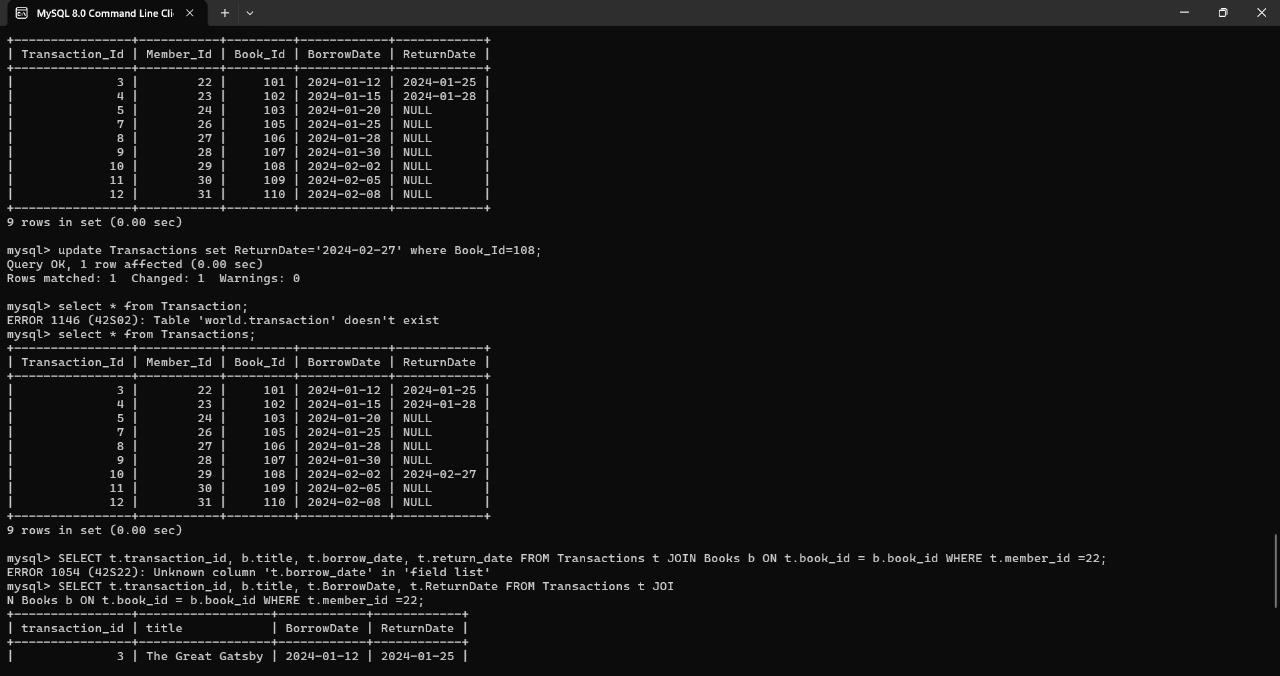 MySQL 8.0 Command Line Cli
+----------------+-----------+---------+------------+------------+
| Transaction_Id | Member_Id | Book_Id | BorrowDate | ReturnDate |
+----------------+-----------+---------+------------+------------+
|              3 |        22 |     101 | 2024-01-12 | 2024-01-25 |
|              4 |        23 |     102 | 2024-01-15 | 2024-01-28 |
|              5 |        24 |     103 | 2024-01-20 | NULL       |
|              7 |        26 |     105 | 2024-01-25 | NULL       |
|              8 |        27 |     106 | 2024-01-28 | NULL       |
|              9 |        28 |     107 | 2024-01-30 | NULL       |
|             10 |        29 |     108 | 2024-02-02 | NULL       |
|             11 |        30 |     109 | 2024-02-05 | NULL       |
|             12 |        31 |     110 | 2024-02-08 | NULL       |
+----------------+-----------+---------+------------+------------+
9 rows in set (0.00 sec)
mysql> update Transactions set ReturnDate='2024-02-27' where Book_Id=108;
Query OK, 1 row affected (0.00 sec)
Rows matched: 1  Changed: 1  Warnings: 0
mysql> select * from Transaction;
ERROR 1146 (42S02): Table 'world.transaction' doesn't exist
mysql> select * from Transactions;
+----------------+-----------+---------+------------+------------+
| Transaction_Id | Member_Id | Book_Id | BorrowDate | ReturnDate |
+----------------+-----------+---------+------------+------------+
|              3 |        22 |     101 | 2024-01-12 | 2024-01-25 |
|              4 |        23 |     102 | 2024-01-15 | 2024-01-28 |
|              5 |        24 |     103 | 2024-01-20 | NULL       |
|              7 |        26 |     105 | 2024-01-25 | NULL       |
|              8 |        27 |     106 | 2024-01-28 | NULL       |
|              9 |        28 |     107 | 2024-01-30 | NULL       |
|             10 |        29 |     108 | 2024-02-02 | 2024-02-27 |
|             11 |        30 |     109 | 2024-02-05 | NULL       |
|             12 |        31 |     110 | 2024-02-08 | NULL       |
+----------------+-----------+---------+------------+------------+
9 rows in set (0.00 sec)
mysql> SELECT t.transaction_id, b.title, t.borrow_date, t.return_date FROM Transactions t JOIN Books b ON t.book_id = b.book_id WHERE t.member_id =22;
ERROR 1054 (42S22): Unknown column 't.borrow_date' in 'field list'
mysql> SELECT t.transaction_id, b.title, t.BorrowDate, t.ReturnDate FROM Transactions t JOI
N Books b ON t.book_id = b.book_id WHERE t.member_id =22;
+----------------+------------------+------------+------------+
| transaction_id | title            | BorrowDate | ReturnDate |
+----------------+------------------+------------+------------+
|              3 | The Great Gatsby | 2024-01-12 | 2024-01-25 |